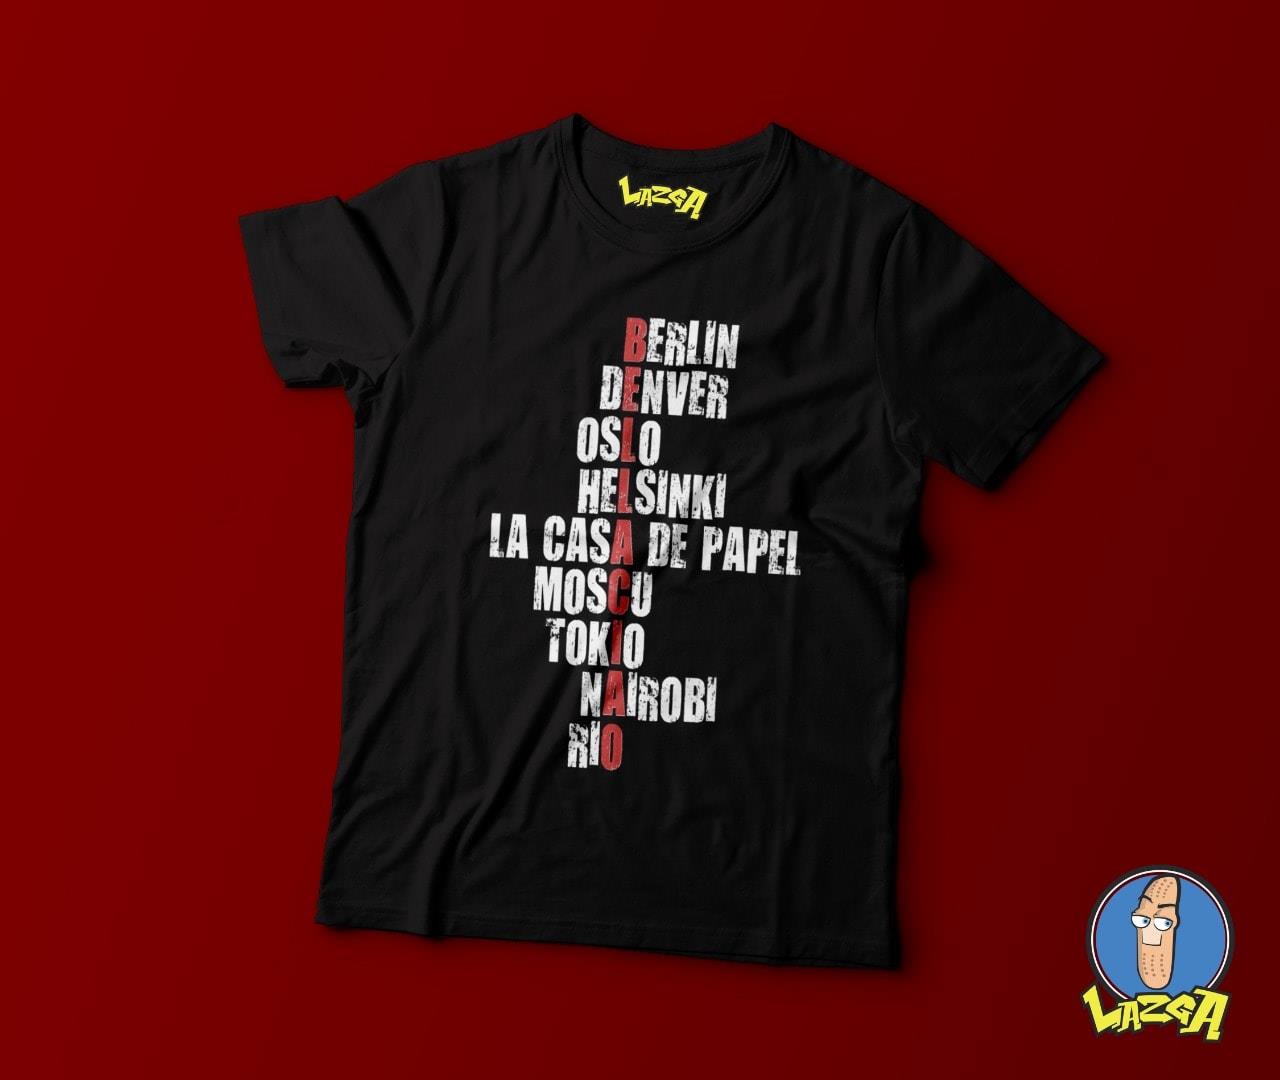 LAZGA
BERLIN
DENVER
OSLO
HELSINKI
LA CASA DE PAPEL
MOSCU
TOKIO
NAIROBI
RIO
LAZGA